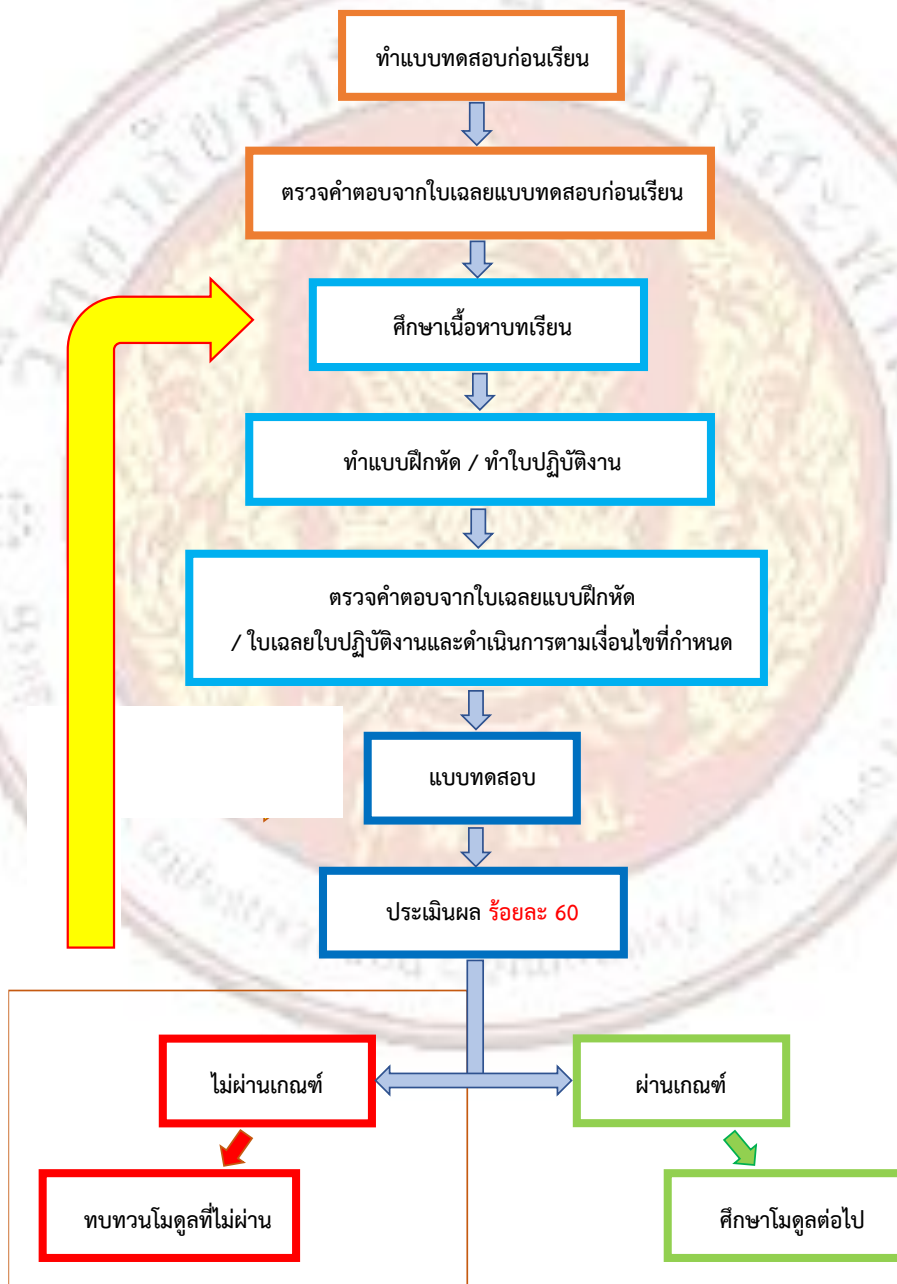 ทำแบบทดสอบก่อนเรียน
ตรวจคำตอบจากใบเฉลยแบบทดสอบก่อนเรียน
ศึกษาเนื้อหาบทเรียน
ทำแบบฝึกหัด / ทำใบปฏิบัติงาน
ตรวจคำตอบจากใบเฉลยแบบฝึกหัด
/ ใบเฉลยใบปฏิบัติงานและดำเนินการตามเงื่อนไขที่กำหนด
แบบทดสอบ
ประเมินผล ร้อยละ 60
ไม่ผ่านเกณฑ์
ผ่านเกณฑ์
ทบทวนโมดูลที่ไม่ผ่าน
ศึกษาโมดูลต่อไป